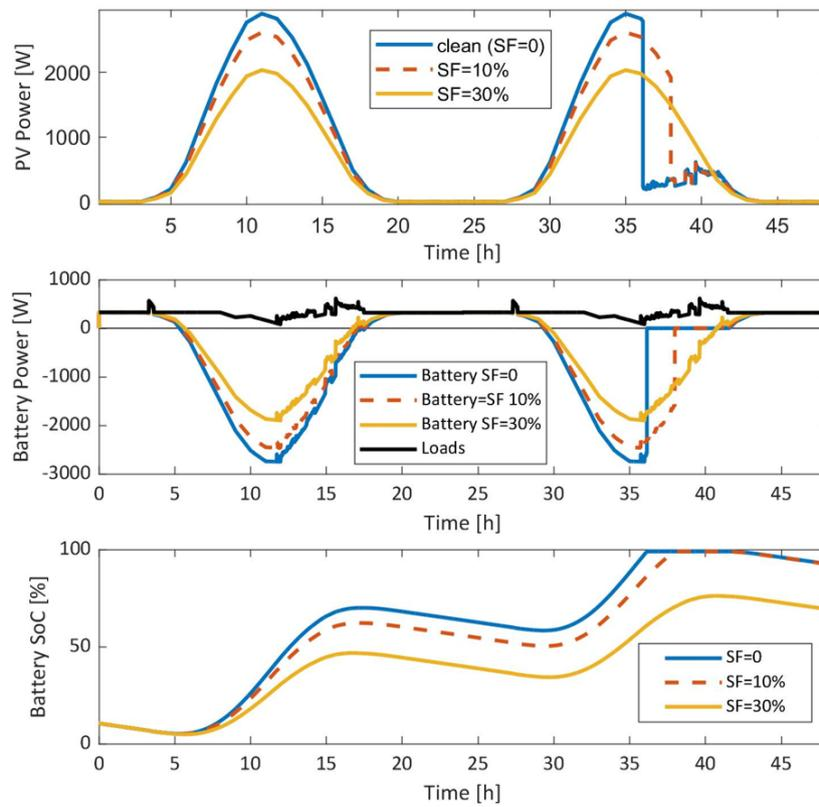 PV Power [W]
2000
1000
0
clean (SF=0)
SF=10%
SF=30%
5 10 15 20 25 30 35 40 45
Time [h]
Battery Power [W]
1000
0
-1000
-2000
-3000
Battery SF=0
Battery=SF 10%
Battery SF=30%
Loads
0 5 10 15 20 25 30 35 40 45
Time [h]
Battery SoC [%]
100
50
0
SF=0
SF=10%
SF=30%
0 5 10 15 20 25 30 35 40 45
Time [h]